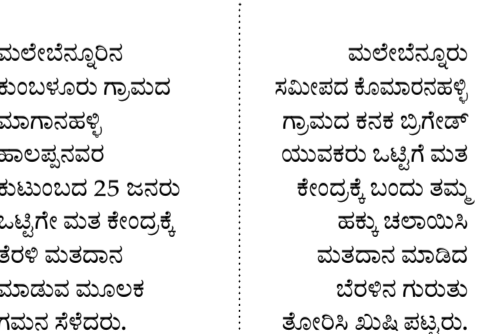 ಮಲೇಬೆನ್ನೂರಿನ
ಕುಂಬಳೂರು ಗ್ರಾಮದ
ಮಾಗಾನಹಳ್ಳಿ
ಹಾಲಪ್ಪನವರ
ಕುಟುಂಬದ 25 ಜನರು
ಒಟ್ಟಿಗೇ ಮತ ಕೇಂದ್ರಕ್ಕೆ
ತೆರಳಿ ಮತದಾನ
ಮಾಡುವ ಮೂಲಕ
ಗಮನ ಸೆಳೆದರು.
ಮಲೇಬೆನ್ನೂರು
ಸಮೀಪದ ಕೊಮಾರನಹಳ್ಳಿ
ಗ್ರಾಮದ ಕನಕ ಬ್ರಿಗೇಡ್
ಯುವಕರು ಒಟ್ಟಿಗೆ ಮತ
ಕೇಂದ್ರಕ್ಕೆ ಬಂದು ತಮ್ಮ
ಹಕ್ಕು ಚಲಾಯಿಸಿ
ಮತದಾನ ಮಾಡಿದ
ಬೆರಳಿನ ಗುರುತು
ತೋರಿಸಿ ಖುಷಿ ಪಟ್ಟರು.